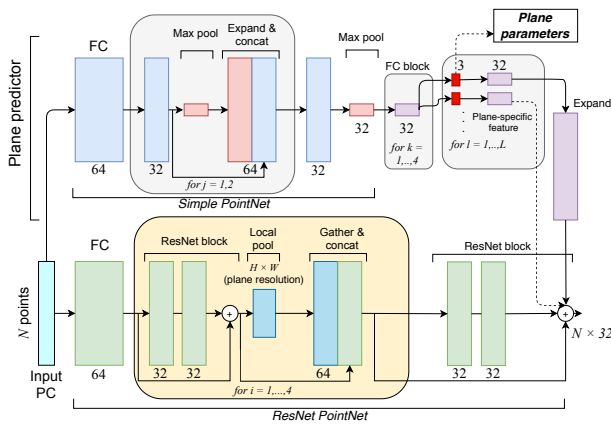 Plane
parameters
Plane predictor
FC
Max pool
Expand &
concat
Max pool
FC block
3
32
Expand
Plane-specific
feature
for l = 1,..,L
64
32
64
32
32
32
for k =
1,..,4
for j = 1,2
Simple PointNet
N points
Input
PC
FC
ResNet block
Local
pool
H × W
(plane resolution)
Gather &
concat
ResNet block
N × 32
64
32
32
64
32
32
for i = 1,...,4
ResNet PointNet